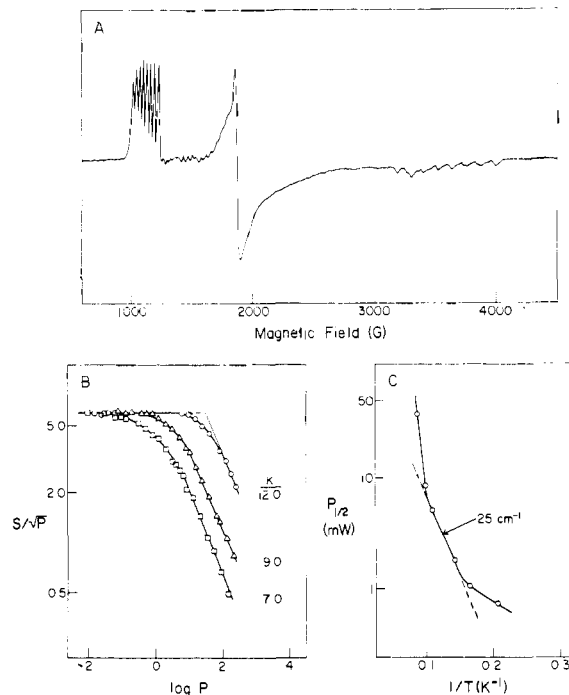 A
1000 2000 3000 4000
Magnetic Field (G)
B
5.0
2.0
0.5
S/√P
K
12.0
9.0
7.0
-2 0 2 4
log P
C
50
10
1
P1/2
(mW)
25 cm⁻¹
0 0.1 0.2 0.3
1/T(K⁻¹)